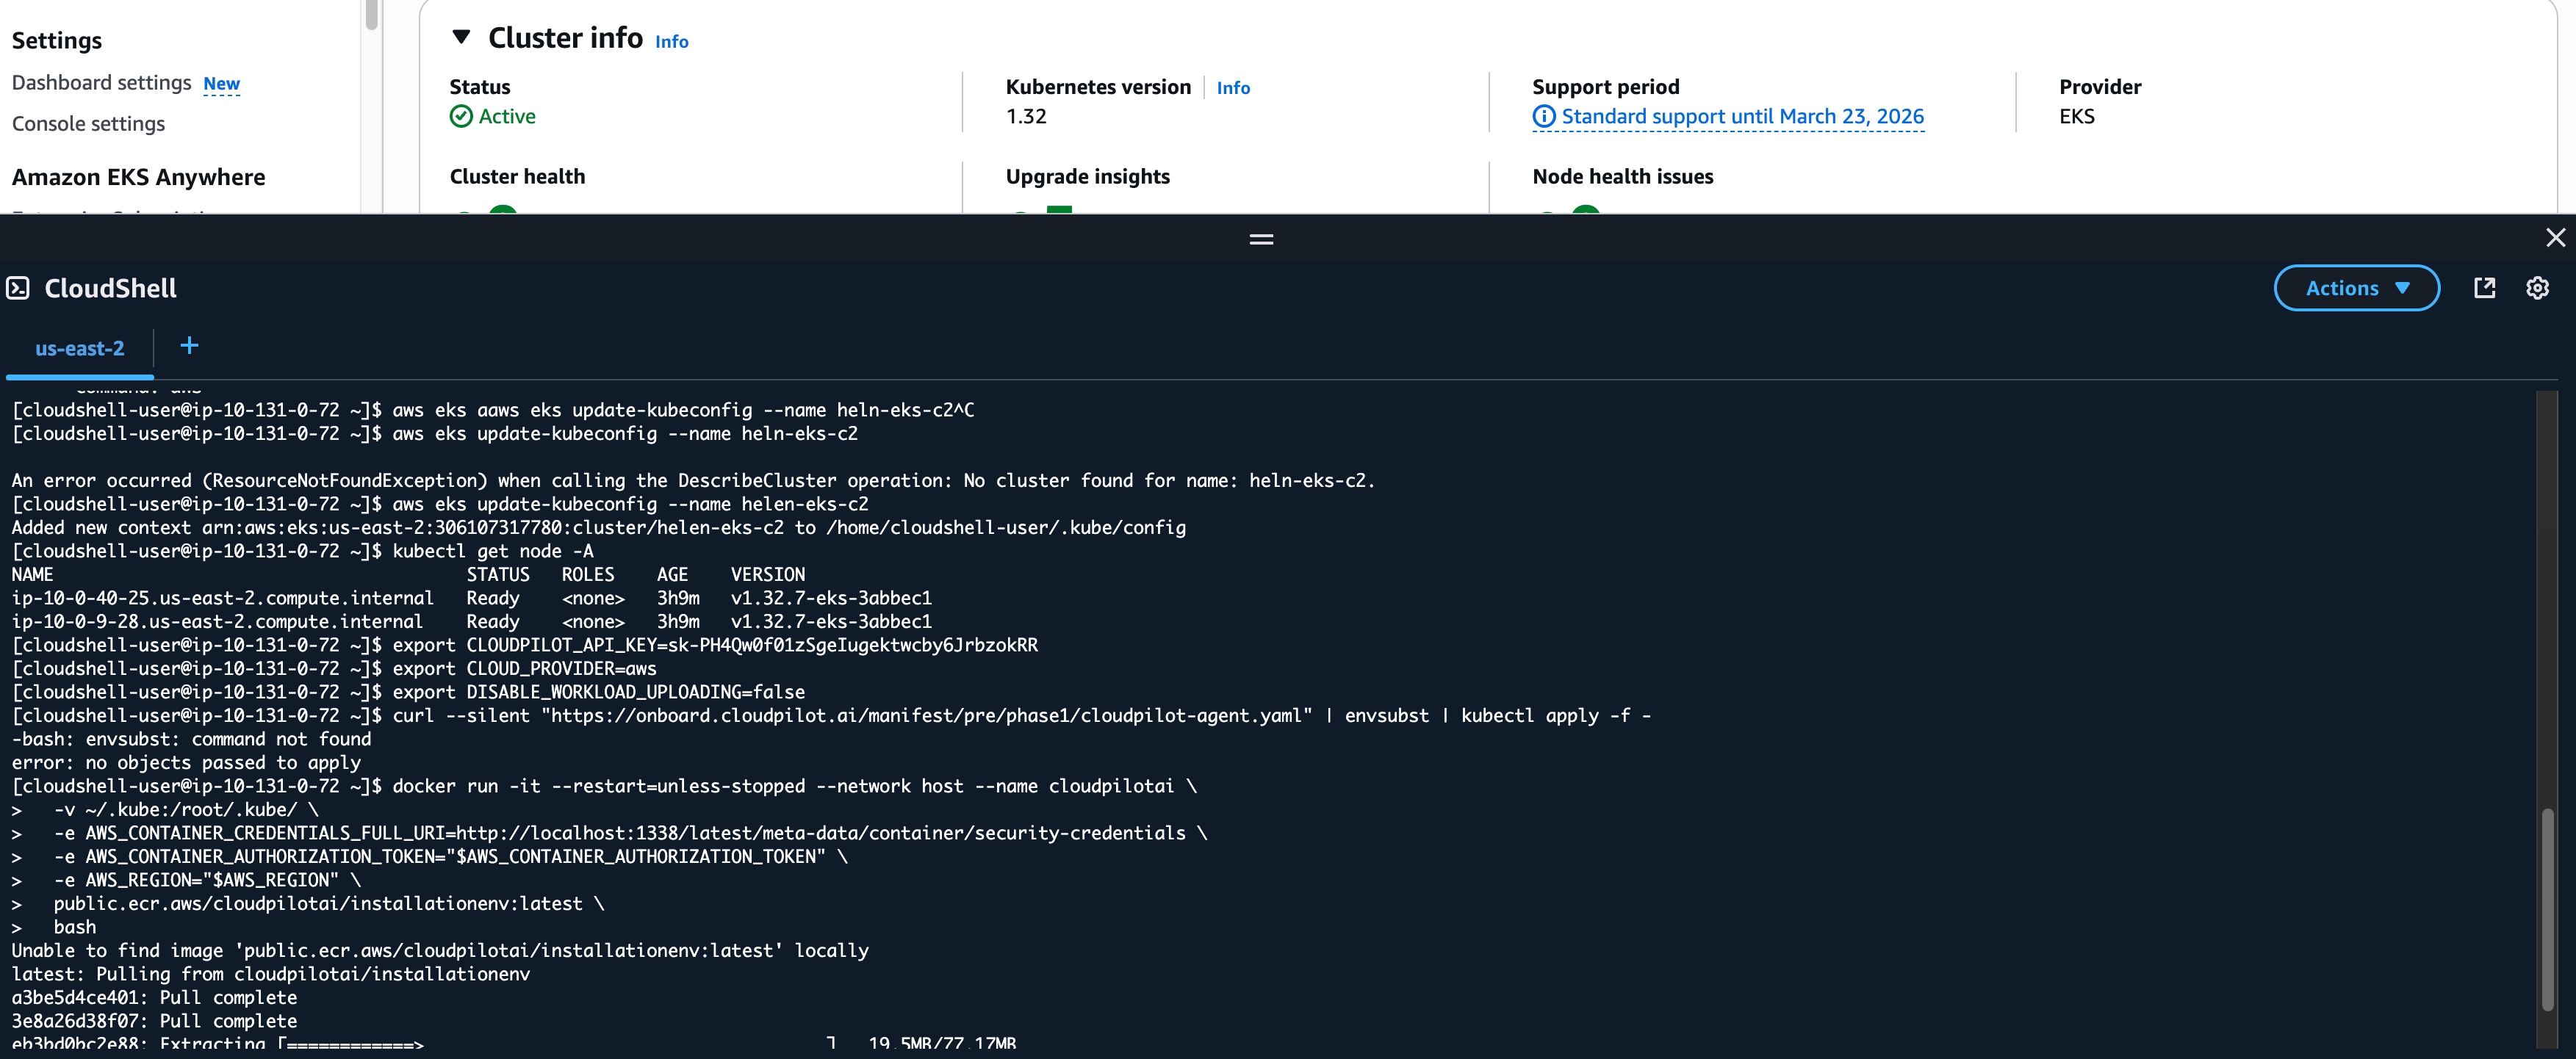 Settings
Dashboard settings New
Console settings
Amazon EKS Anywhere
Cluster info Info
Status
Active
Kubernetes version Info
1.32
Support period
Standard support until March 23, 2026
Provider
EKS
Cluster health
Upgrade insights
Node health issues
CloudShell
Actions
us-east-2
+
command: aws
[cloudshell-user@ip-10-131-0-72 ~]$ aws eks aaws eks update-kubeconfig --name heln-eks-c2^C
[cloudshell-user@ip-10-131-0-72 ~]$ aws eks update-kubeconfig --name heln-eks-c2
An error occurred (ResourceNotFoundException) when calling the DescribeCluster operation: No cluster found for name: heln-eks-c2.
[cloudshell-user@ip-10-131-0-72 ~]$ aws eks update-kubeconfig --name helen-eks-c2
Added new context arn:aws:eks:us-east-2:306107317780:cluster/helen-eks-c2 to /home/cloudshell-user/.kube/config
[cloudshell-user@ip-10-131-0-72 ~]$ kubectl get node -A
NAME STATUS ROLES AGE VERSION
ip-10-0-40-25.us-east-2.compute.internal Ready <none> 3h9m v1.32.7-eks-3abbec1
ip-10-0-9-28.us-east-2.compute.internal Ready <none> 3h9m v1.32.7-eks-3abbec1
[cloudshell-user@ip-10-131-0-72 ~]$ export CLOUDPILOT_API_KEY=sk-PH4Qw0f01zSgeIugektwcby6JrbzokRR
[cloudshell-user@ip-10-131-0-72 ~]$ export CLOUD_PROVIDER=aws
[cloudshell-user@ip-10-131-0-72 ~]$ export DISABLE_WORKLOAD_UPLOADING=false
[cloudshell-user@ip-10-131-0-72 ~]$ curl --silent "https://onboard.cloudpilot.ai/manifest/pre/phase1/cloudpilot-agent.yaml" | envsubst | kubectl apply -f -
-bash: envsubst: command not found
error: no objects passed to apply
[cloudshell-user@ip-10-131-0-72 ~]$ docker run -it --restart=unless-stopped --network host --name cloudpilotai \
> -v ~/.kube:/root/.kube/ \
> -e AWS_CONTAINER_CREDENTIALS_FULL_URI=http://localhost:1338/latest/meta-data/container/security-credentials \
> -e AWS_CONTAINER_AUTHORIZATION_TOKEN="$AWS_CONTAINER_AUTHORIZATION_TOKEN" \
> -e AWS_REGION="$AWS_REGION" \
> public.ecr.aws/cloudpilotai/installationenv:latest \
> bash
Unable to find image 'public.ecr.aws/cloudpilotai/installationenv:latest' locally
latest: Pulling from cloudpilotai/installationenv
a3be5d4ce401: Pull complete
3e8a26d38f07: Pull complete
eb3bd0bc2e88: Extracting [============> ] 19.5MB/77.17MB